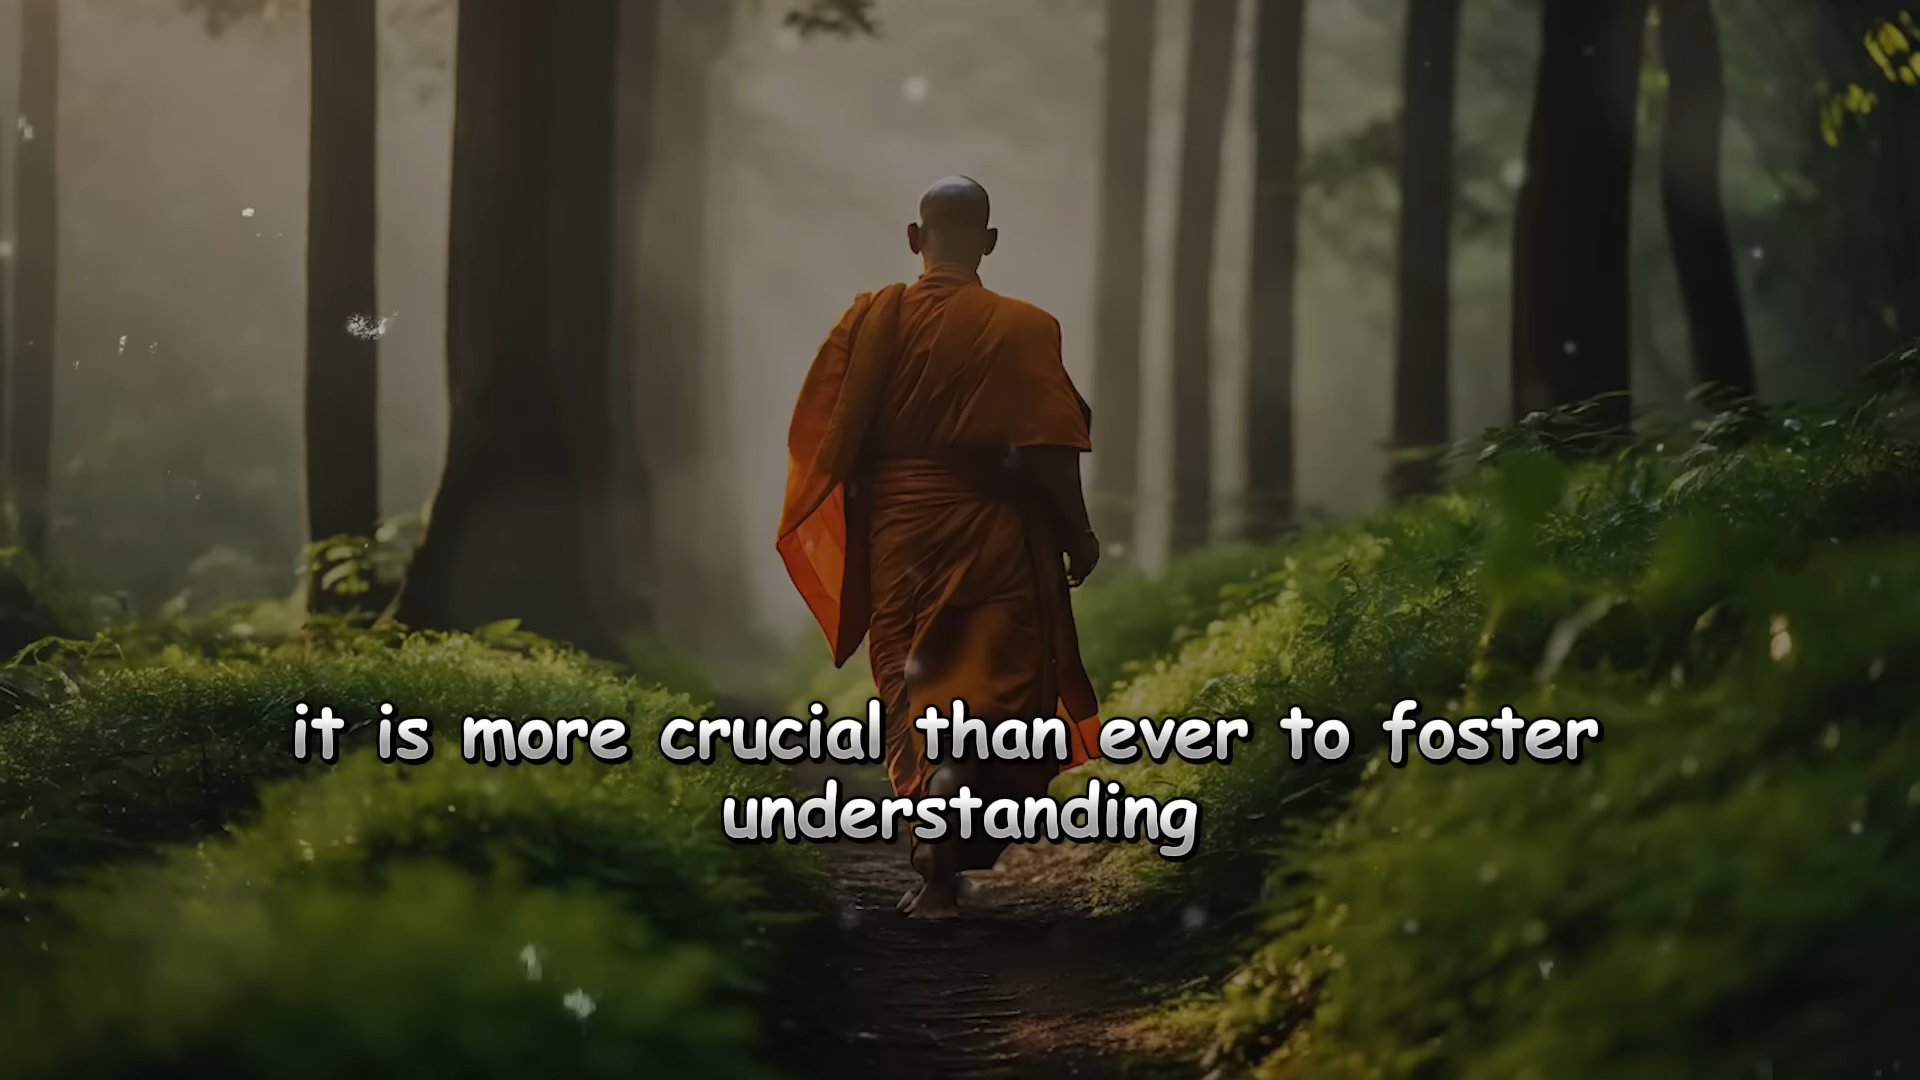 it is more crucial than ever to foster
understanding